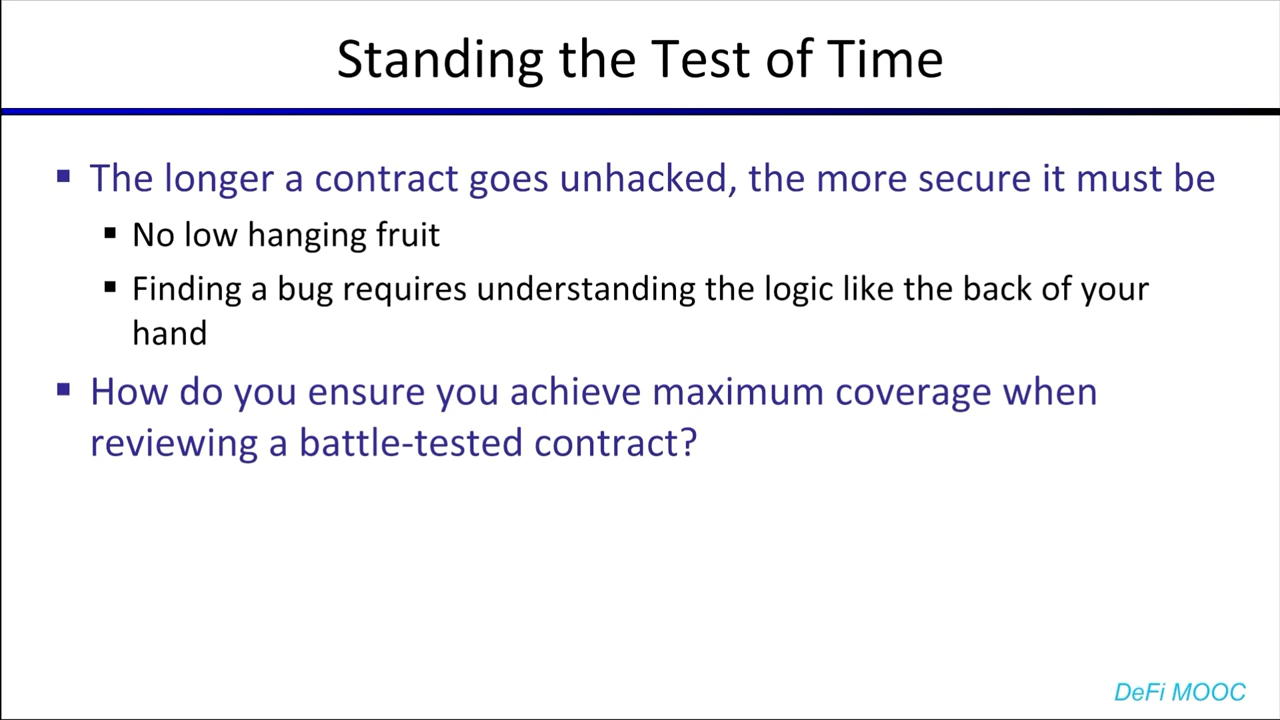 Standing the Test of Time
▪ The longer a contract goes unhacked, the more secure it must be
▪ No low hanging fruit
▪ Finding a bug requires understanding the logic like the back of your
hand
▪ How do you ensure you achieve maximum coverage when
reviewing a battle-tested contract?
DeFi MOOC